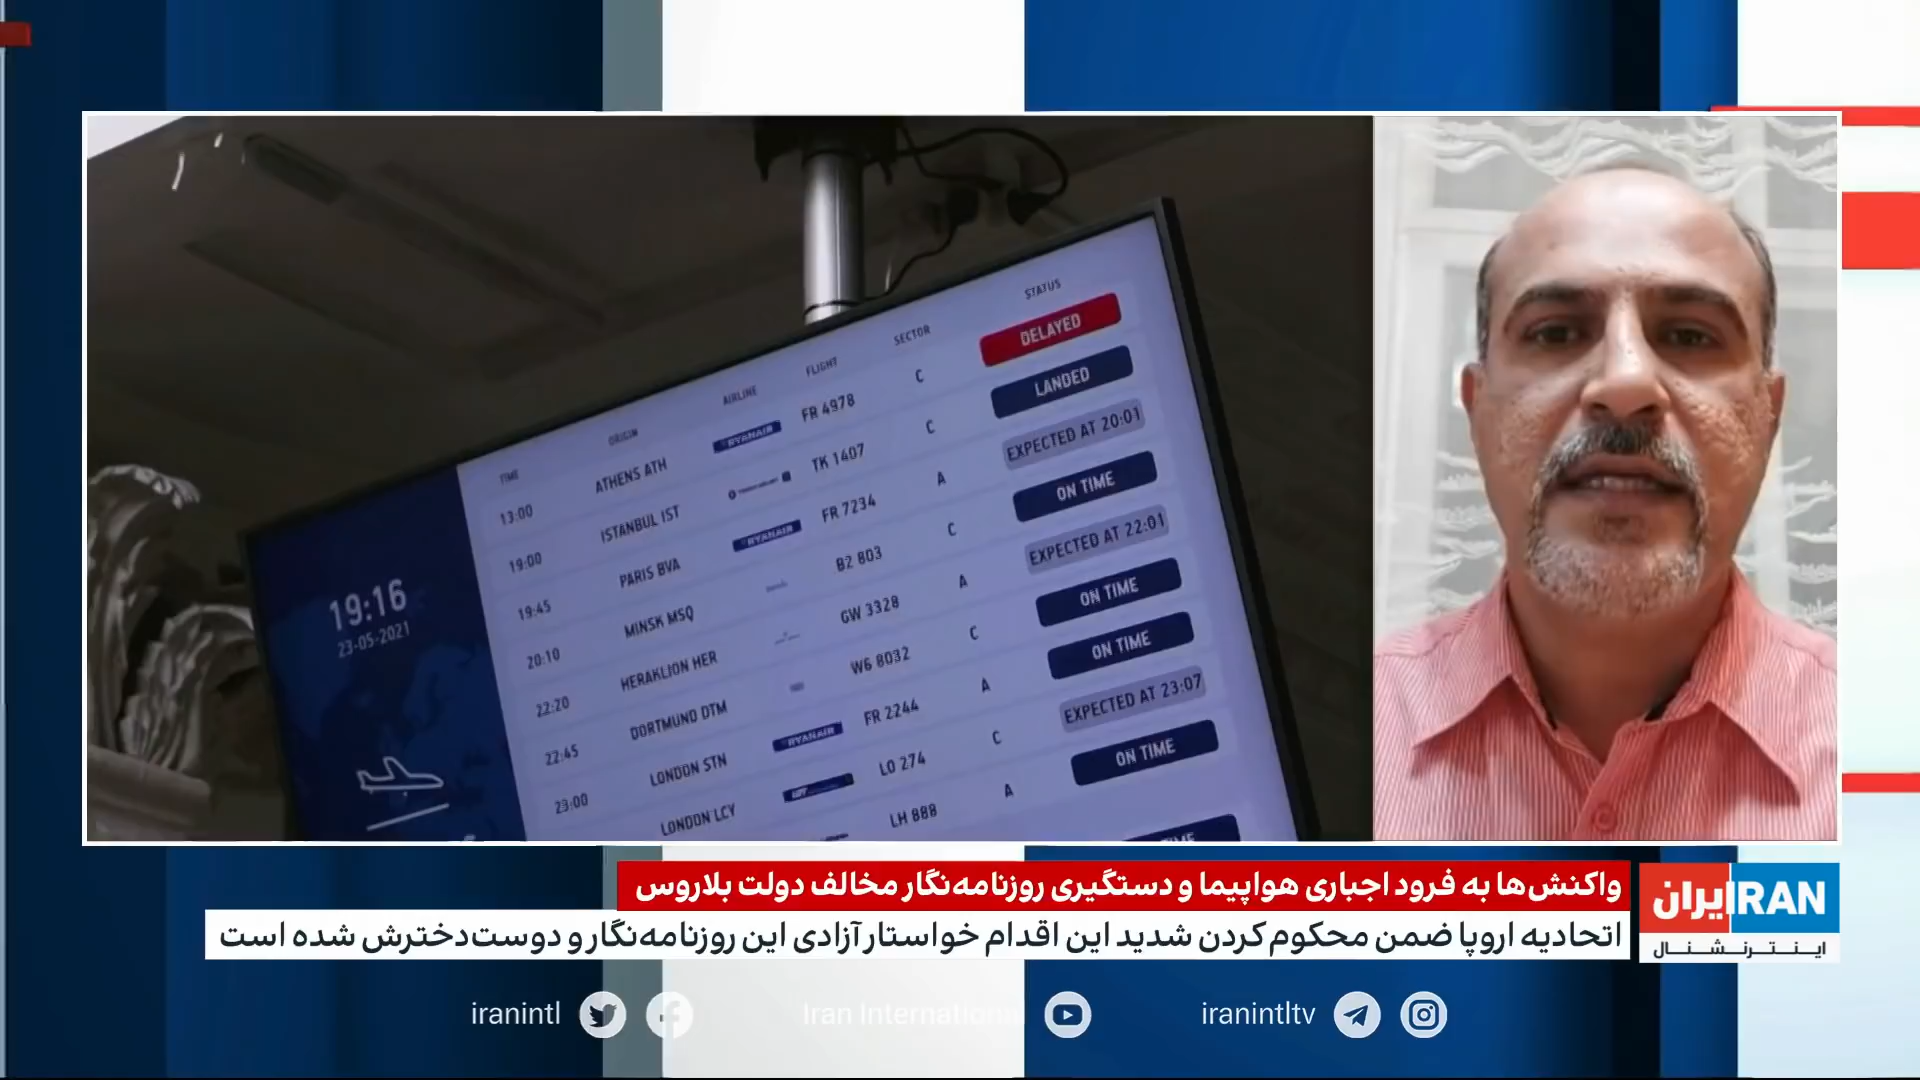 19:16
23-05-2021
TIME ORIGIN AIRLINE FLIGHT SECTOR STATUS
13:00 ATHENS ATH RYANAIR FR 4978 C DELAYED
19:00 ISTANBUL IST TK 1407 C LANDED
19:45 PARIS BVA RYANAIR FR 7234 A EXPECTED AT 20:01
20:10 MINSK MSQ B2 803 C ON TIME
22:20 HERAKLION HER GW 3328 A EXPECTED AT 22:01
22:45 DORTMUND DTM W6 8032 C ON TIME
23:00 LONDON STN RYANAIR FR 2244 A ON TIME
LONDON LCY LOT LO 274 C EXPECTED AT 23:07
LH 888 A ON TIME
واکنش‌ها به فرود اجباری هواپیما و دستگیری روزنامه‌نگار مخالف دولت بلاروس
اتحادیه اروپا ضمن محکوم کردن شدید این اقدام خواستار آزادی این روزنامه‌نگار و دوست‌دخترش شده است
ایران IRAN
اینترنشنال
iranintl
Iran International
iranintltv